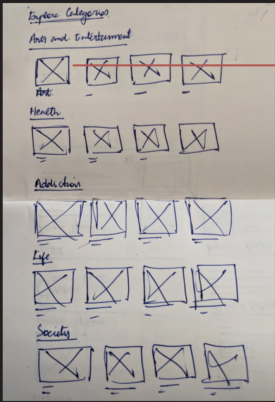 Explore Categories
Arts and Entertainment
Art.
Health
Addiction
Life
Society